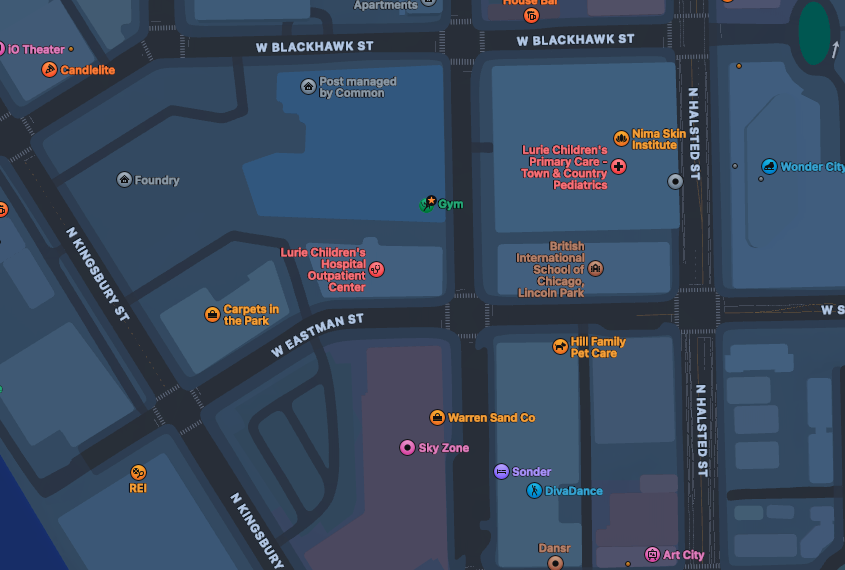 House Bar
Apartments
W BLACKHAWK ST
W BLACKHAWK ST
iO Theater
Candlelite
Post managed
by Common
N HALSTED ST
Nima Skin
Institute
Lurie Children's
Primary Care -
Town & Country
Pediatrics
Wonder City
Foundry
Gym
N KINGSBURY ST
Lurie Children's
Hospital
Outpatient
Center
British
International
School of
Chicago,
Lincoln Park
Carpets in
the Park
W EASTMAN ST
W S
Hill Family
Pet Care
N HALSTED ST
Warren Sand Co
Sky Zone
Sonder
DivaDance
REI
N KINGSBURY
Dansr
Art City